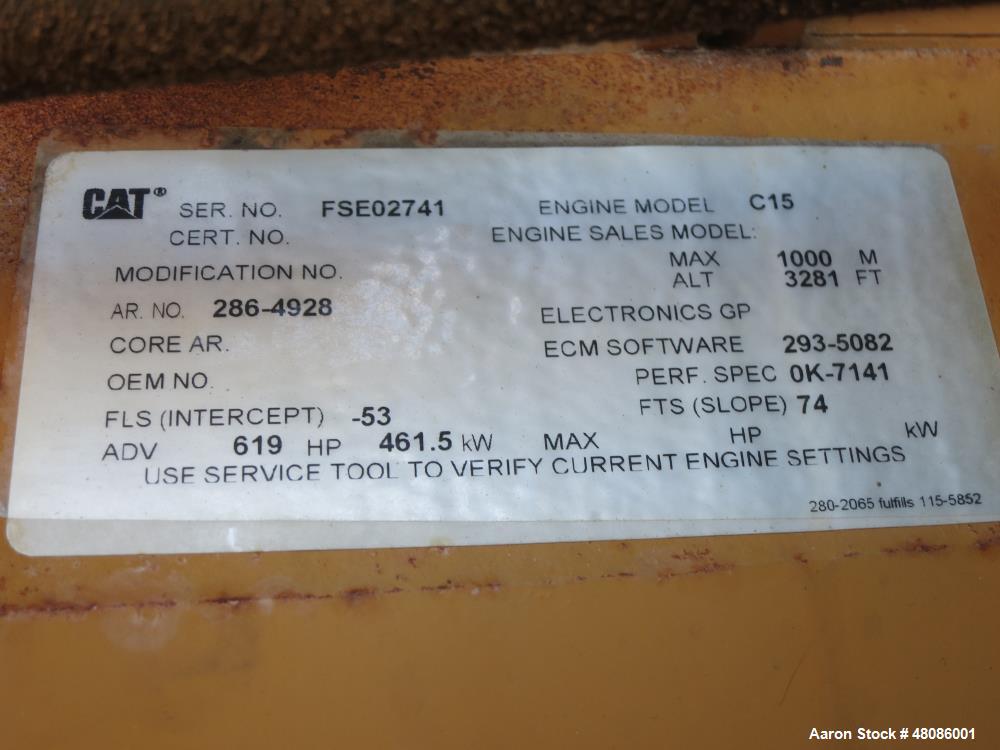 CAT® SER. NO. FSE02741 ENGINE MODEL C15
CERT. NO. ENGINE SALES MODEL:
MODIFICATION NO. MAX 1000 M
ALT 3281 FT
AR. NO. 286-4928 ELECTRONICS GP
CORE AR. ECM SOFTWARE 293-5082
OEM NO. PERF. SPEC 0K-7141
FLS (INTERCEPT) -53 FTS (SLOPE) 74
ADV 619 HP 461.5 kW MAX HP kW
USE SERVICE TOOL TO VERIFY CURRENT ENGINE SETTINGS
280-2065 fulfills 115-5852
Aaron Stock # 48086001